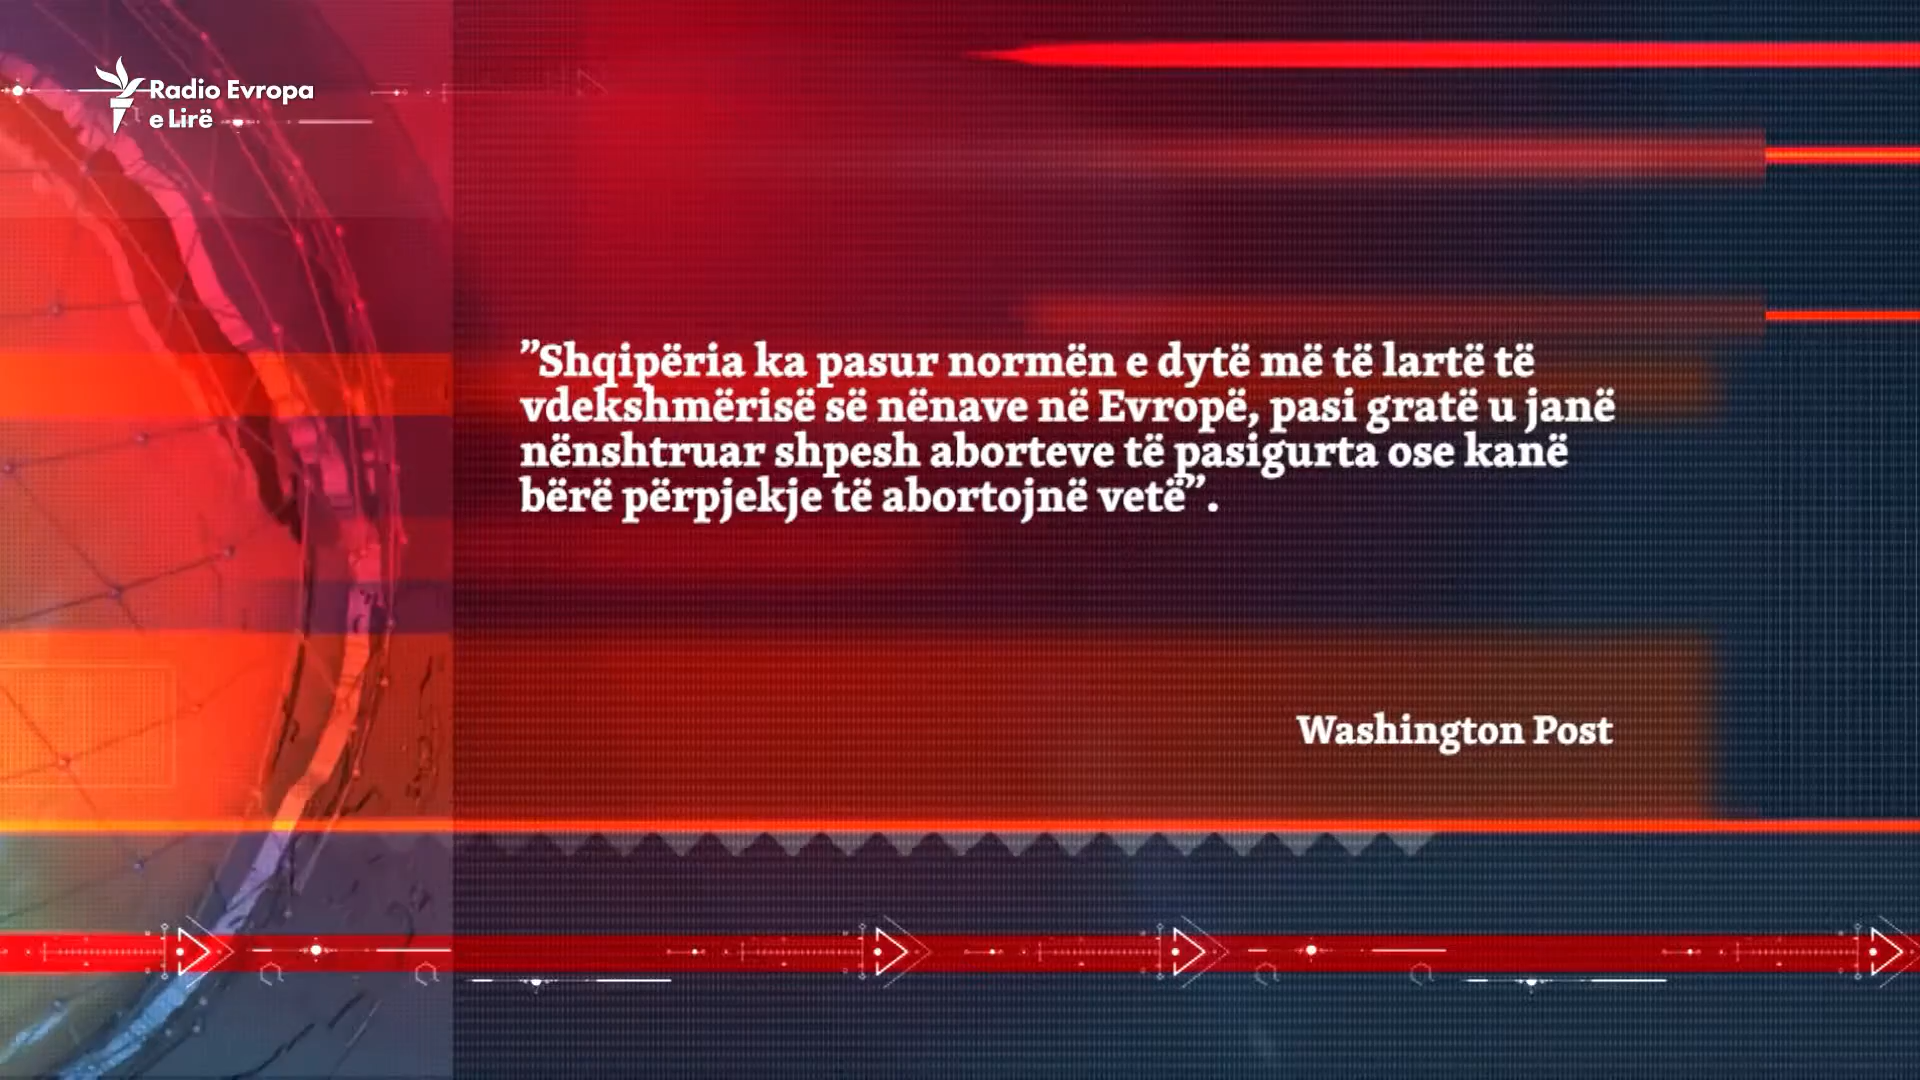 Radio Evropa
e Lirë
”Shqipëria ka pasur normën e dytë më të lartë të
vdekshmërisë së nënave në Evropë, pasi gratë u janë
nënshtruar shpesh aborteve të pasigurta ose kanë
bërë përpjekje të abortojnë vetë”.
Washington Post